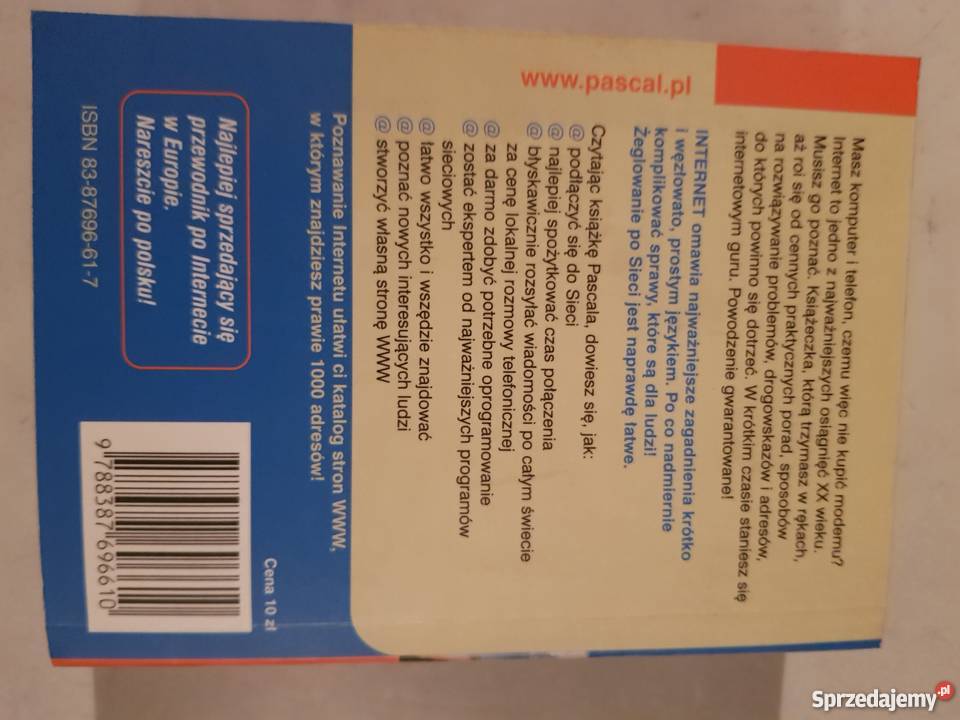 www.pascal.pl
Masz komputer i telefon, czemu więc nie kupić modemu?
Internet to jedno z najważniejszych osiągnięć XX wieku.
Musisz go poznać. Książeczka, którą trzymasz w rękach,
aż roi się od cennych praktycznych porad, sposobów
na rozwiązywanie problemów, drogowskazów i adresów,
do których powinno się dotrzeć. W krótkim czasie staniesz się
internetowym guru. Powodzenie gwarantowane!
INTERNET omawia najważniejsze zagadnienia krótko
i węzłowato, prostym językiem. Po co nadmiernie
komplikować sprawy, które są dla ludzi!
Żeglowanie po Sieci jest naprawdę łatwe.
Czytając książkę Pascala, dowiesz się, jak:
@ podłączyć się do Sieci
@ najlepiej spożytkować czas połączenia
@ błyskawicznie rozsyłać wiadomości po całym świecie
za cenę lokalnej rozmowy telefonicznej
@ za darmo zdobyć potrzebne oprogramowanie
@ zostać ekspertem od najważniejszych programów
sieciowych
@ łatwo wszystko i wszędzie znajdować
@ poznać nowych interesujących ludzi
@ stworzyć własną stronę WWW
Poznawanie Internetu ułatwi ci katalog stron WWW,
w którym znajdziesz prawie 1000 adresów!
Najlepiej sprzedający się
przewodnik po Internecie
w Europie.
Nareszcie po polsku!
ISBN 83-87696-61-7
Cena 10 zł
9 788387 696610
Sprzedajemy.pl